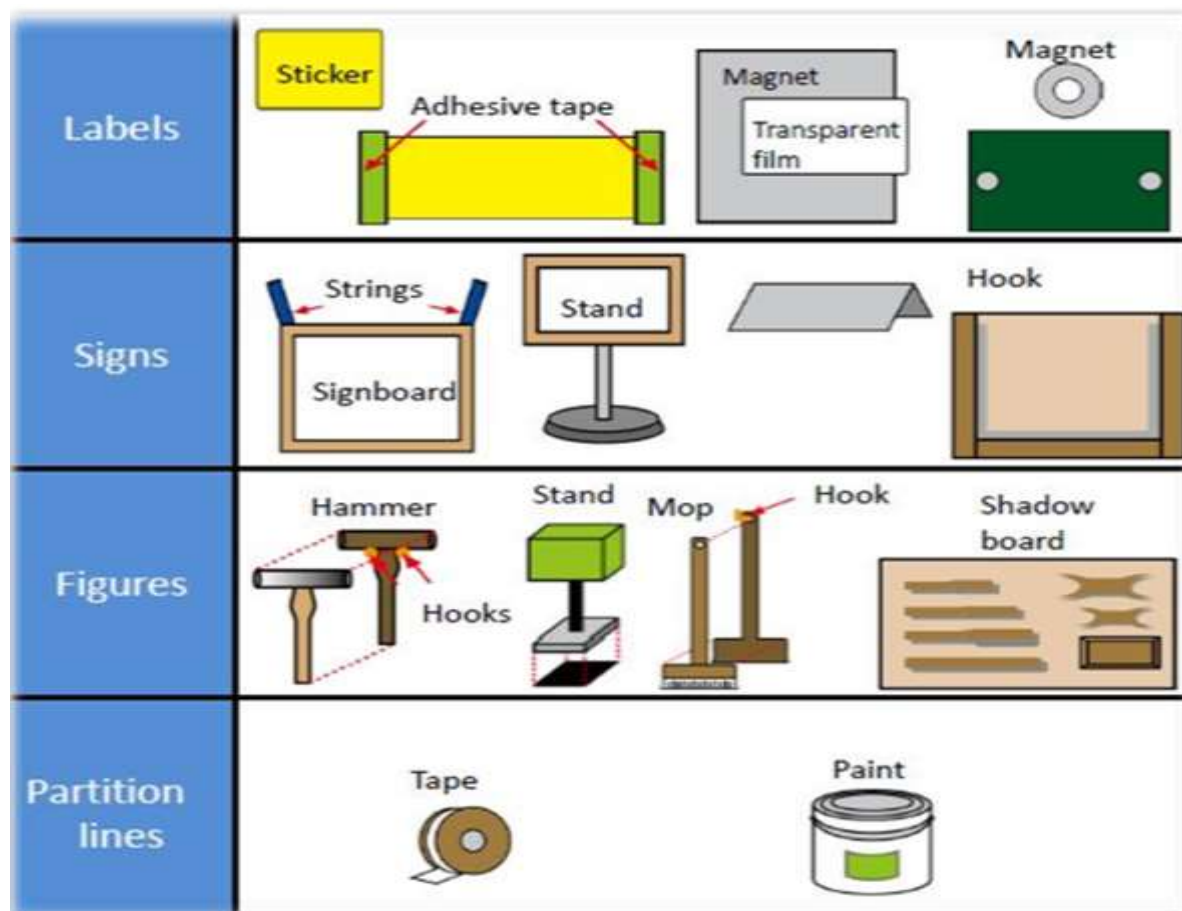 Labels
Sticker
Adhesive tape
Magnet
Transparent
film
Magnet
Signs
Strings
Signboard
Stand
Hook
Figures
Hammer
Hooks
Stand
Mop
Hook
Shadow
board
Partition
lines
Tape
Paint